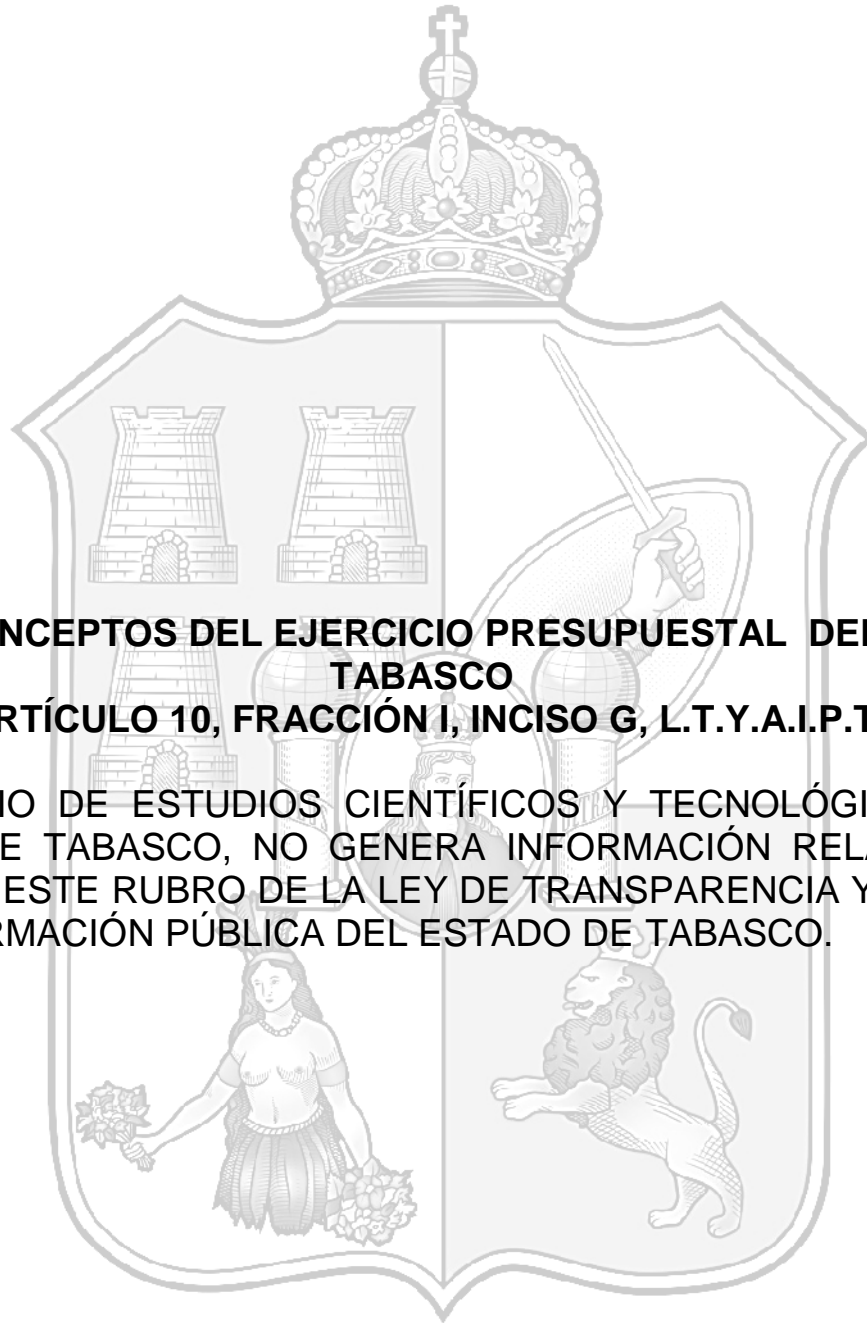 NCEPTOS DEL EJERCICIO PRESUPUESTAL DEL
TABASCO
RTÍCULO 10, FRACCIÓN I, INCISO G, L.T.Y.A.I.P.T
IO DE ESTUDIOS CIENTÍFICOS Y TECNOLÓGI
E TABASCO, NO GENERA INFORMACIÓN RELA
ESTE RUBRO DE LA LEY DE TRANSPARENCIA Y
RMACIÓN PÚBLICA DEL ESTADO DE TABASCO.